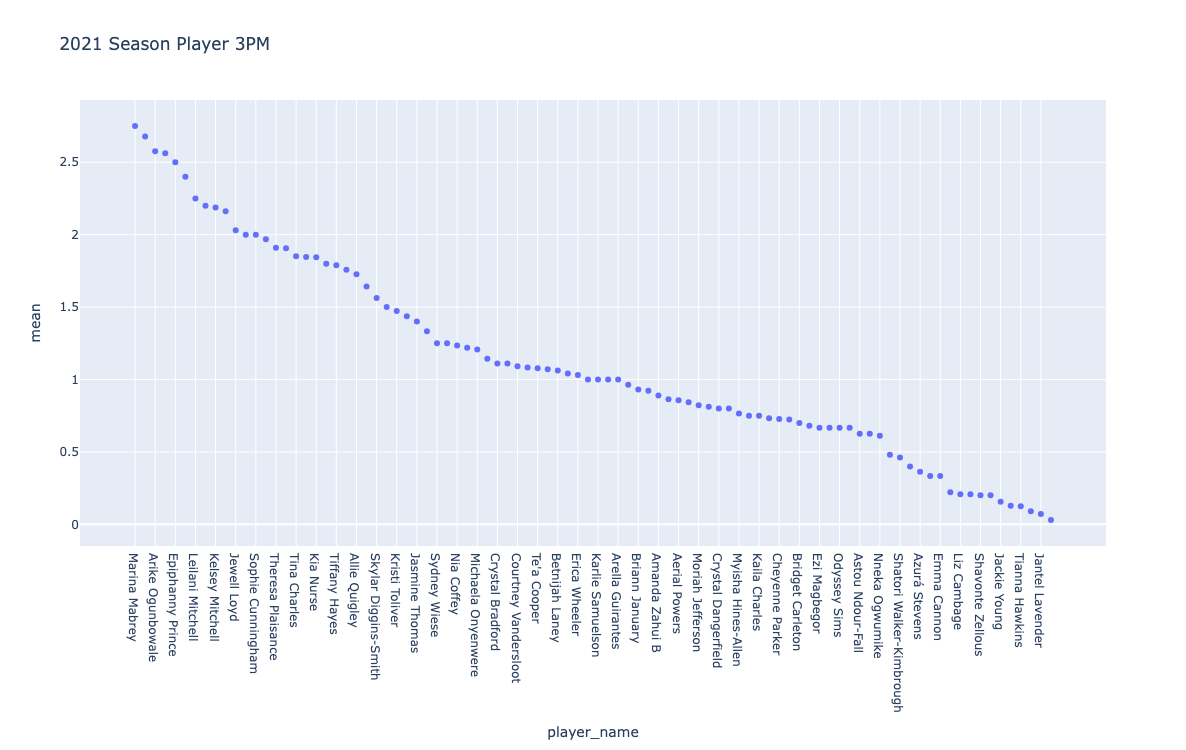 2021 Season Player 3PM
mean
2.5
2
1.5
1
0.5
0
Marina Mabrey
Arike Ogunbowale
Epiphanny Prince
Leilani Mitchell
Kelsey Mitchell
Jewell Loyd
Sophie Cunningham
Theresa Plaisance
Tina Charles
Kia Nurse
Tiffany Hayes
Allie Quigley
Skylar Diggins-Smith
Kristi Toliver
Jasmine Thomas
Sydney Wiese
Nia Coffey
Michaela Onyenwere
Crystal Bradford
Courtney Vandersloot
Te'a Cooper
Betnijah Laney
Erica Wheeler
Karlie Samuelson
Arella Guirantes
Briann January
Amanda Zahui B
Aerial Powers
Moriah Jefferson
Crystal Dangerfield
Myisha Hines-Allen
Kaila Charles
Cheyenne Parker
Bridget Carleton
Ezi Magbegor
Odyssey Sims
Astou Ndour-Fall
Nneka Ogwumike
Shatori Walker-Kimbrough
Azurá Stevens
Emma Cannon
Liz Cambage
Shavonte Zellous
Jackie Young
Tianna Hawkins
Jantel Lavender
player_name